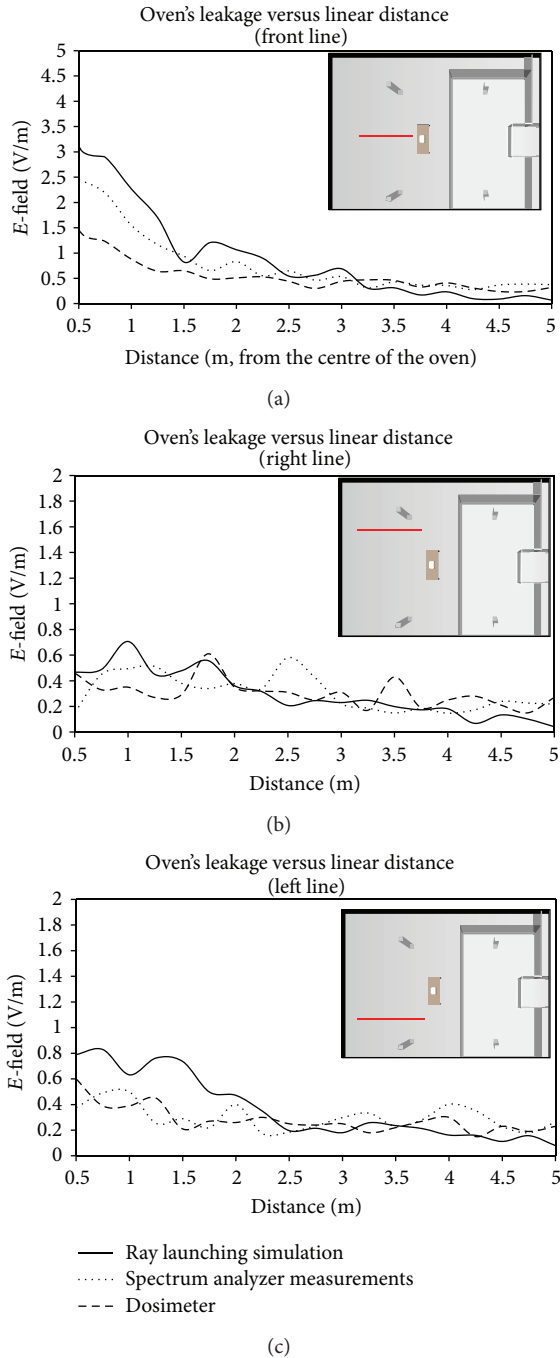 Oven's leakage versus linear distance
(front line)
5
4.5
4
3.5
3
2.5
2
1.5
1
0.5
0
E-field (V/m)
0.5 1 1.5 2 2.5 3 3.5 4 4.5 5
Distance (m, from the centre of the oven)
(a)
Oven's leakage versus linear distance
(right line)
2
1.8
1.6
1.4
1.2
1
0.8
0.6
0.4
0.2
0
E-field (V/m)
0.5 1 1.5 2 2.5 3 3.5 4 4.5 5
Distance (m)
(b)
Oven's leakage versus linear distance
(left line)
2
1.8
1.6
1.4
1.2
1
0.8
0.6
0.4
0.2
0
E-field (V/m)
0.5 1 1.5 2 2.5 3 3.5 4 4.5 5
Distance (m)
Ray launching simulation
Spectrum analyzer measurements
Dosimeter
(c)